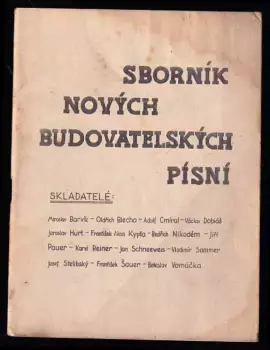 SBORNÍK
NOVÝCH
BUDOVATELSKÝCH
PÍSNÍ
SKLADATELÉ:
Miroslav Barvík – Oldřich Blecha – Adolf Cmíral – Václav Dobiáš
Jaroslav Hurt – František Alois Kypta – Bedřich Nikodém – Jiří
Pauer – Karel Reiner – Jan Schneeweis – Vladimír Sommer
Josef Stelibský – František Šauer – Boleslav Vomáčka